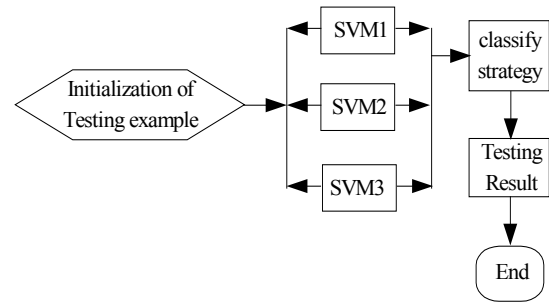 Initialization of
Testing example
SVM1
SVM2
SVM3
classify
strategy
Testing
Result
End